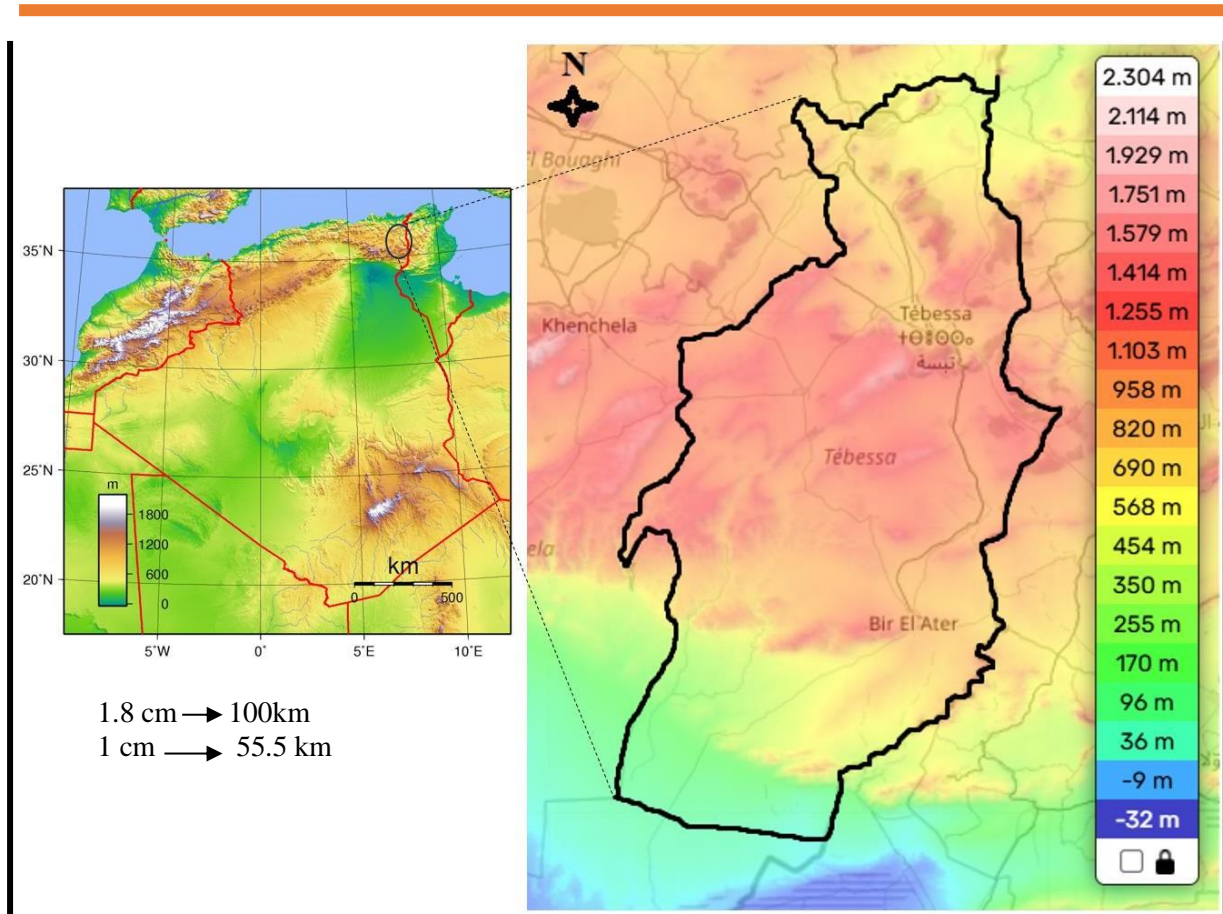 35˚N
30˚N
25˚N
20˚N
m
1800
1200
600
0
km
0
500
5˚W
0˚
5˚E
10˚E
1.8 cm → 100km
1 cm → 55.5 km
N
El Bouaghi
Khenchela
Tébessa
ⵜⴱⵙⵙⴰ
تبسة
Tébessa
ela
Bir El Ater
2.304 m
2.114 m
1.929 m
1.751 m
1.579 m
1.414 m
1.255 m
1.103 m
958 m
820 m
690 m
568 m
454 m
350 m
255 m
170 m
96 m
36 m
-9 m
-32 m